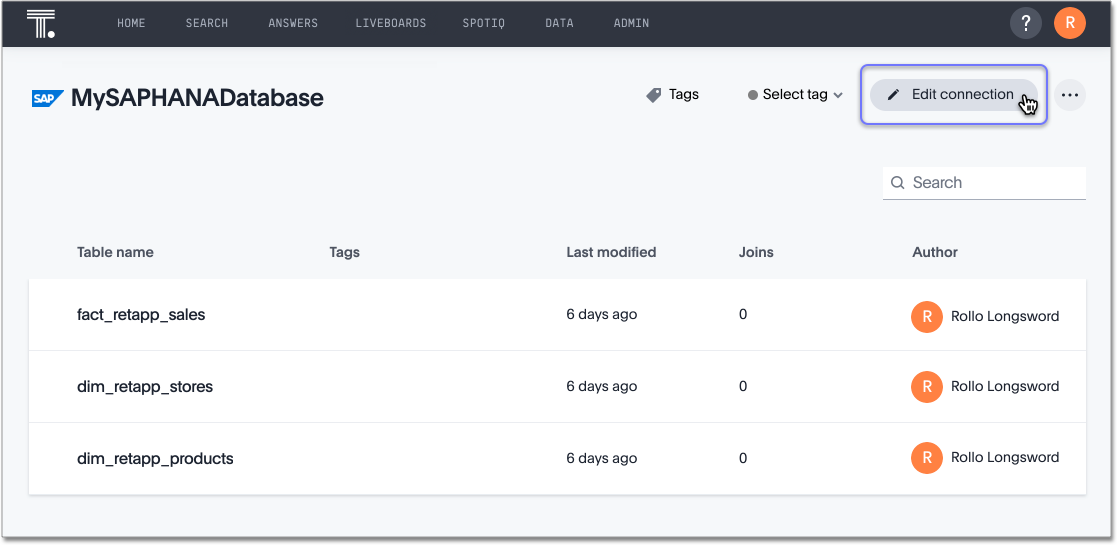 T. HOME SEARCH ANSWERS LIVEBOARDS SPOTIQ DATA ADMIN ? R
SAP MySAPHANADatabase Tags Select tag Edit connection ...
Search
Table name Tags Last modified Joins Author
fact_retapp_sales 6 days ago 0 R Rollo Longsword
dim_retapp_stores 6 days ago 0 R Rollo Longsword
dim_retapp_products 6 days ago 0 R Rollo Longsword